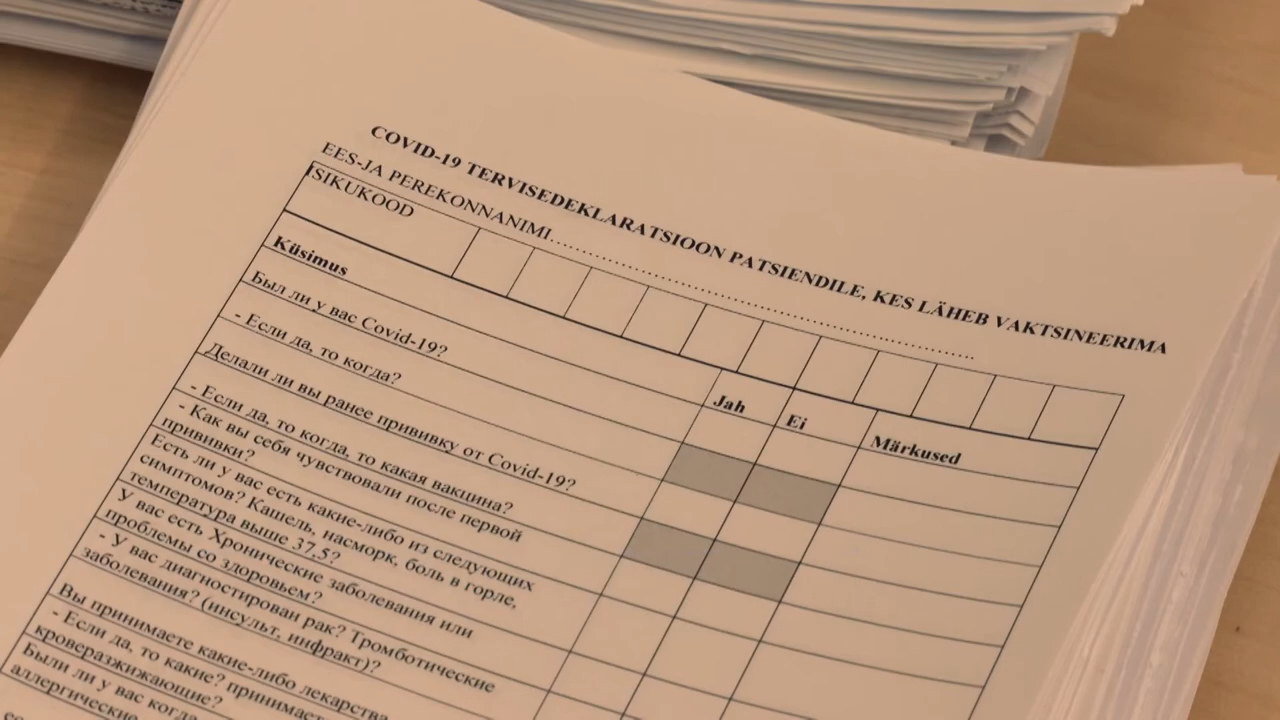 COVID-19 TERVISEDEKLARATSIOON PATSIENDILE, KES LÄHEB VAKTSINEERIMA
EES-JA PEREKONNANIMI..........................................................................
ISIKUKOOD
Küsimus Jah Ei Märkused
Был ли у вас Covid-19?
- Если да, то когда?
Делали ли вы ранее прививку от Covid-19?
- Если да, то когда, то какая вакцина?
- Как вы себя чувствовали после первой
прививки?
Есть ли у вас есть какие-либо из следующих
симптомов? Кашель, насморк, боль в горле,
температура выше 37,5?
У вас есть Хронические заболевания или
проблемы со здоровьем?
- У вас диагностирован рак? Тромботические
заболевания? (инсульт, инфракт)?
Вы принимаете какие-либо лекарства
- Если да, то какие?
кроверазжижающие?
Были ли у вас
аллергические